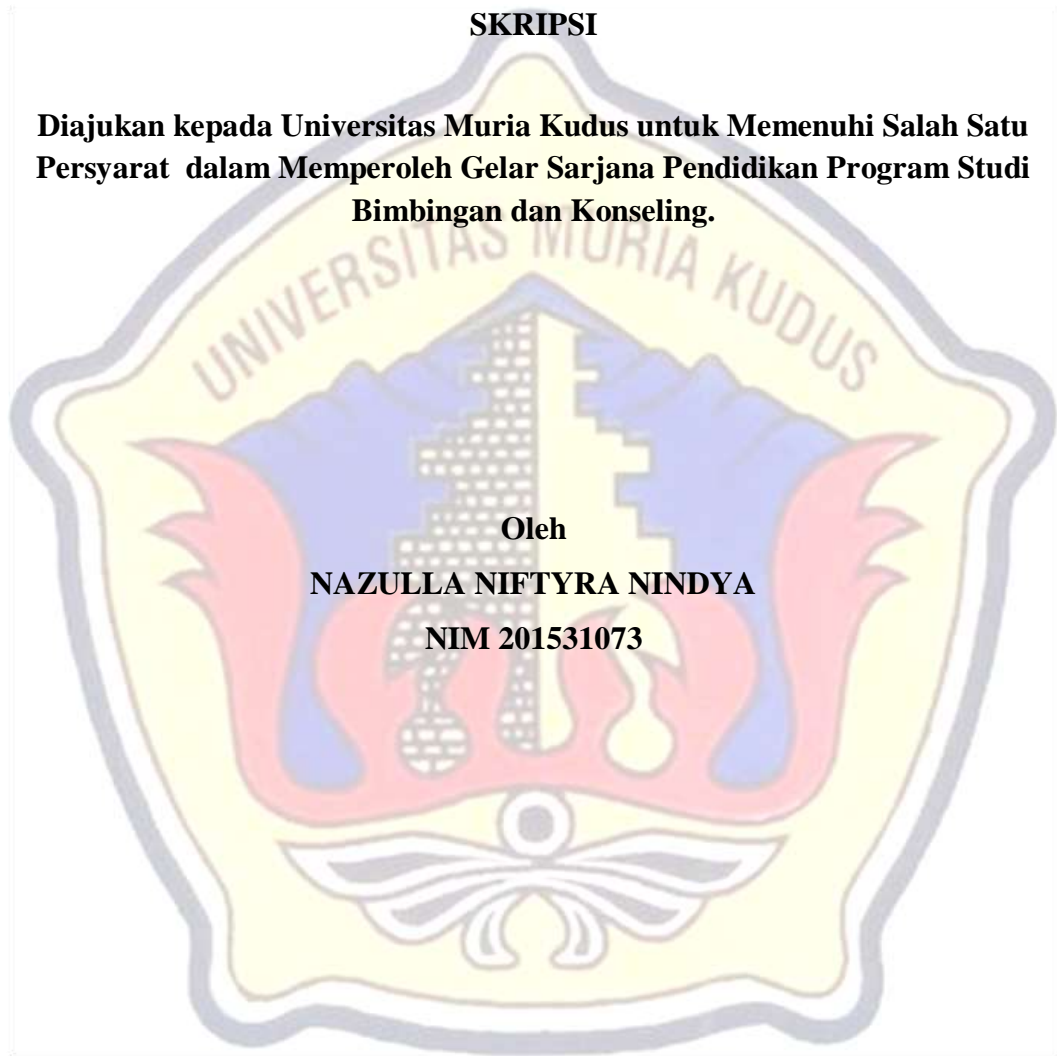 SKRIPSI
Diajukan kepada Universitas Muria Kudus untuk Memenuhi Salah Satu
Persyarat dalam Memperoleh Gelar Sarjana Pendidikan Program Studi
Bimbingan dan Konseling.
UNIVERSITAS MURIA KUDUS
Oleh
NAZULLA NIFTYRA NINDYA
NIM 201531073